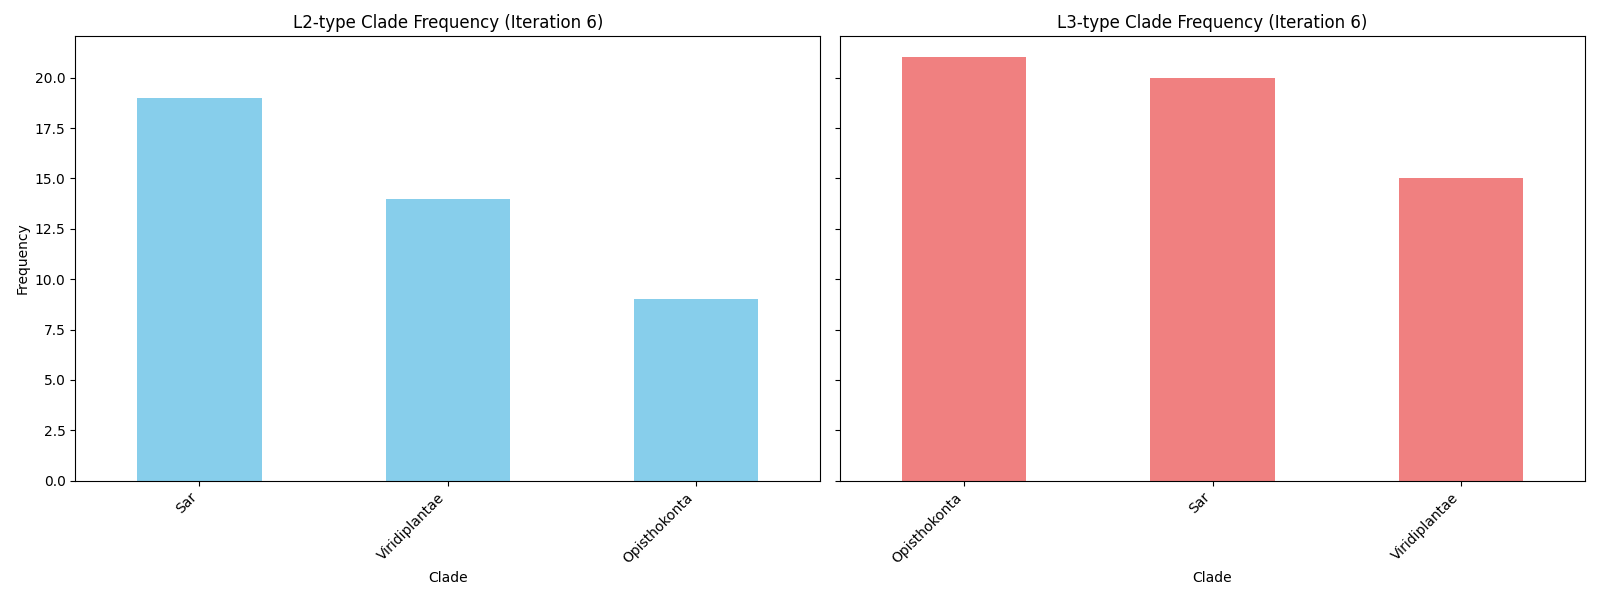 L2-type Clade Frequency (Iteration 6)
Frequency
20.0
17.5
15.0
12.5
10.0
7.5
5.0
2.5
0.0
Sar
Viridiplantae
Opisthokonta
Clade
L3-type Clade Frequency (Iteration 6)
Opisthokonta
Sar
Viridiplantae
Clade